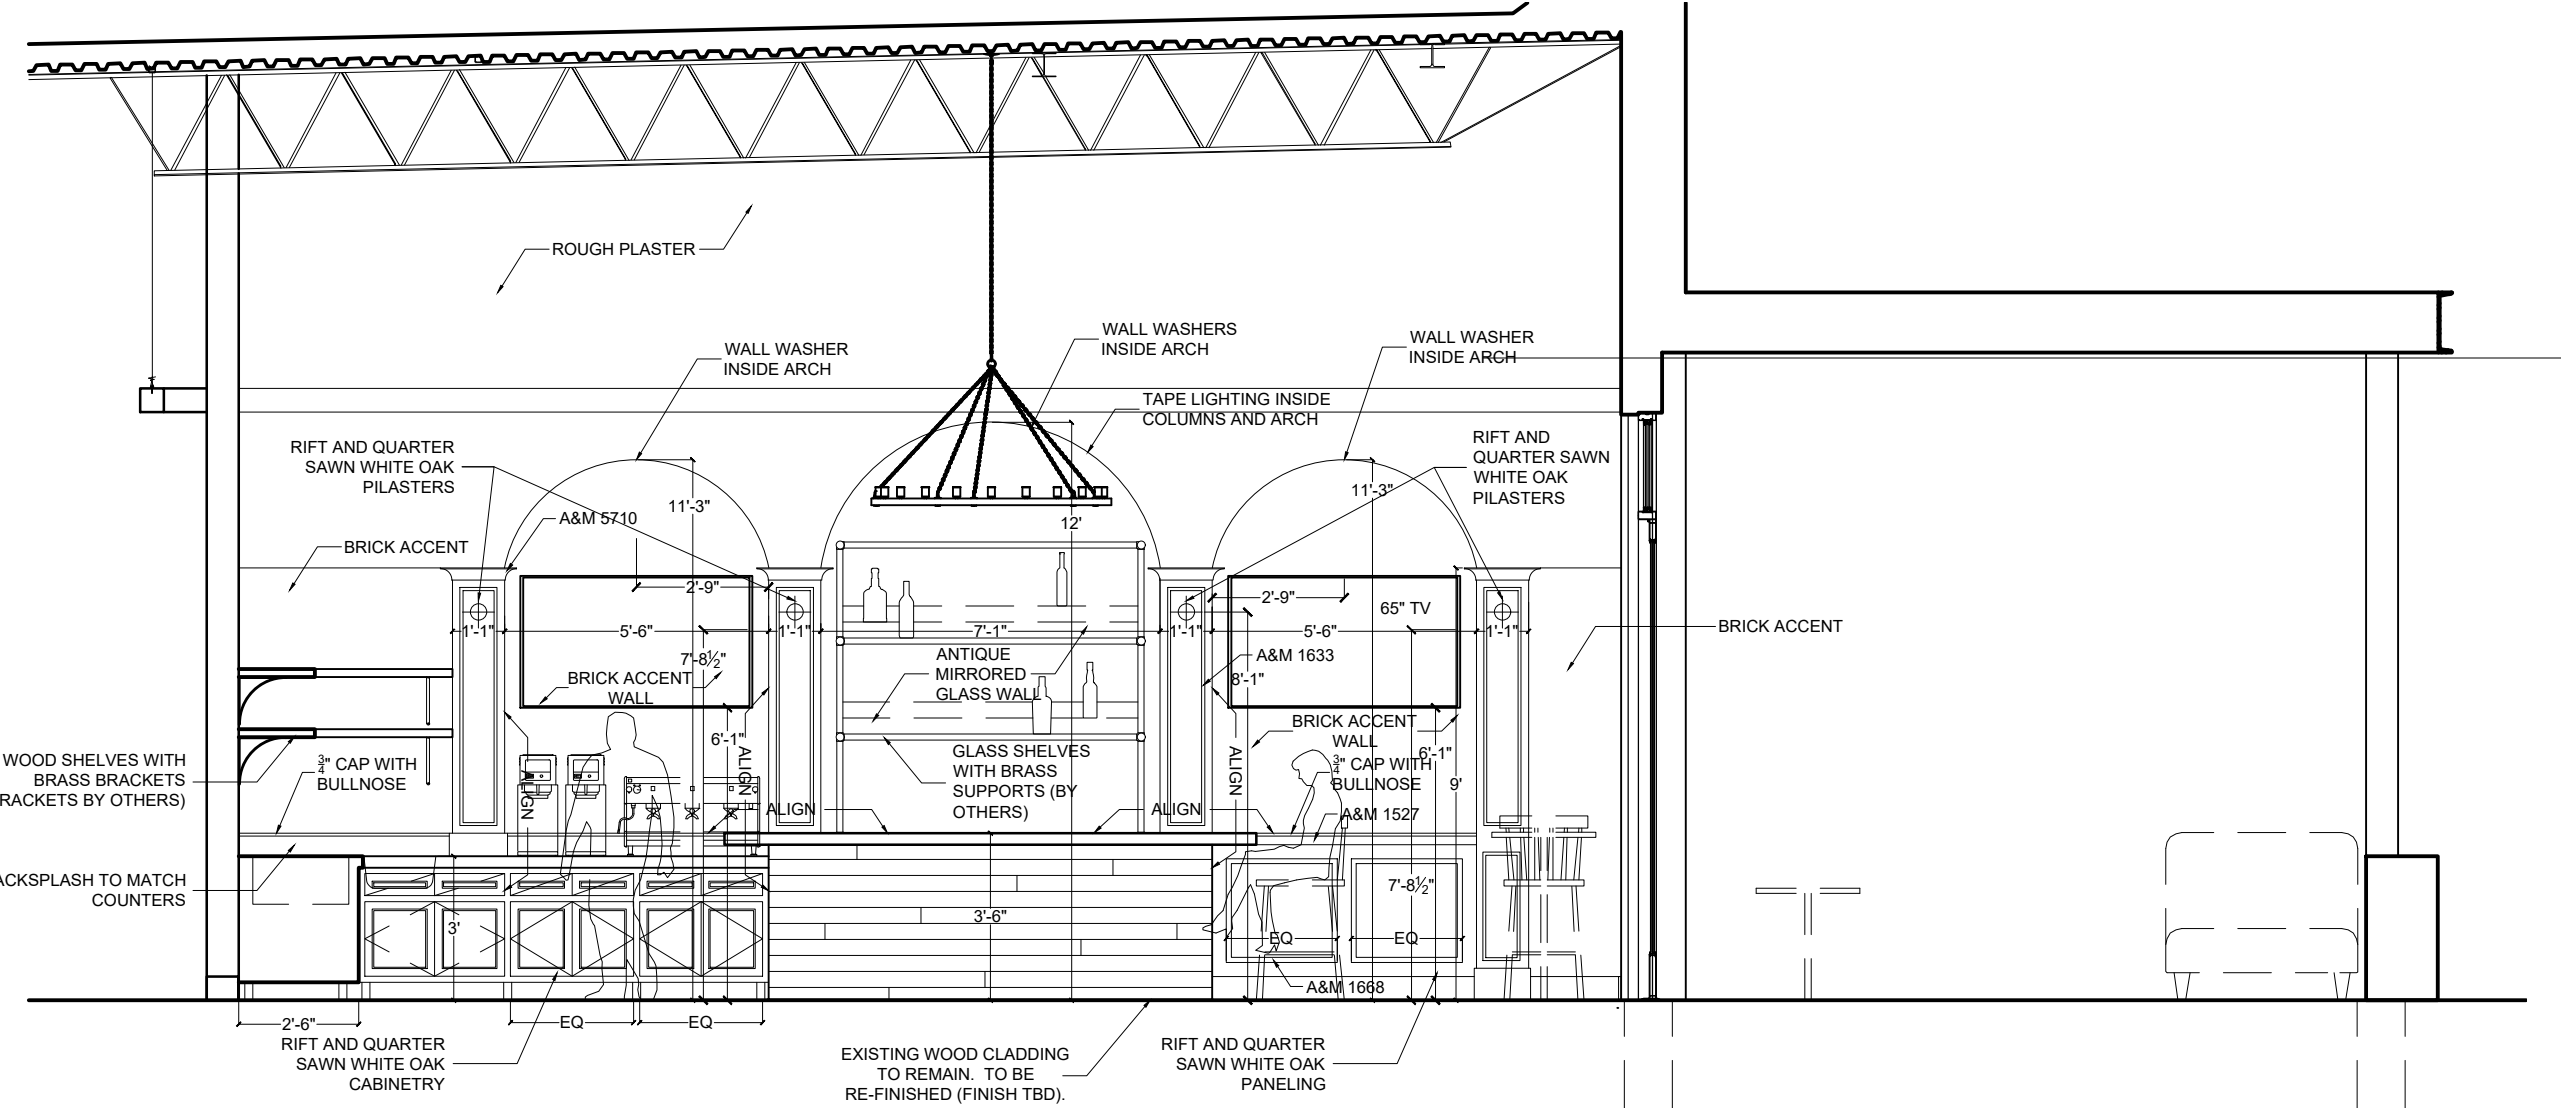 ROUGH PLASTER
WALL WASHER
INSIDE ARCH
WALL WASHERS
INSIDE ARCH
WALL WASHER
INSIDE ARCH
TAPE LIGHTING INSIDE
COLUMNS AND ARCH
RIFT AND QUARTER
SAWN WHITE OAK
PILASTERS
RIFT AND
QUARTER SAWN
WHITE OAK
PILASTERS
11'-3"
11'-3"
12'
A&M 5710
BRICK ACCENT
2'-9"
2'-9"
65" TV
1'-1"
5'-6"
1'-1"
7'-1"
1'-1"
5'-6"
1'-1"
BRICK ACCENT
7'-8½"
ANTIQUE
MIRRORED
GLASS WALL
A&M 1633
8'-1"
BRICK ACCENT
WALL
BRICK ACCENT
WALL
6'-1"
6'-1"
ALIGN
ALIGN
ALIGN
GLASS SHELVES
WITH BRASS
SUPPORTS (BY
OTHERS)
WOOD SHELVES WITH
BRASS BRACKETS
RACKETS BY OTHERS)
¾" CAP WITH
BULLNOSE
¾" CAP WITH
BULLNOSE
9'
ALIGN
ALIGN
A&M 1527
ACKSPLASH TO MATCH
COUNTERS
7'-8½"
3'
3'-6"
EQ
EQ
A&M 1668
2'-6"
EQ
EQ
RIFT AND QUARTER
SAWN WHITE OAK
CABINETRY
EXISTING WOOD CLADDING
TO REMAIN. TO BE
RE-FINISHED (FINISH TBD).
RIFT AND QUARTER
SAWN WHITE OAK
PANELING